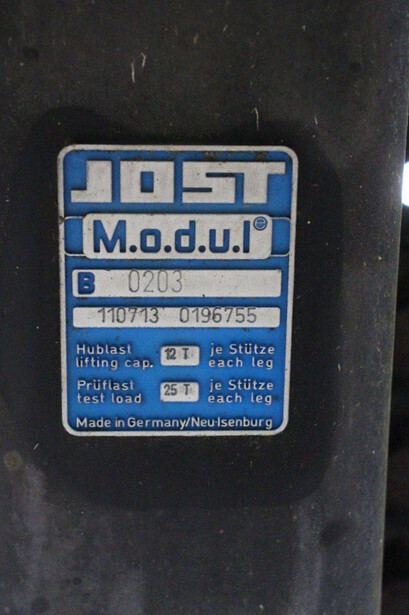 JOST
M.o.d.u.l®
B 0203
110713 0196755
Hublast 12 T je Stütze
lifting cap. each leg
Prüflast 25 T je Stütze
test load each leg
Made in Germany/Neu-Isenburg